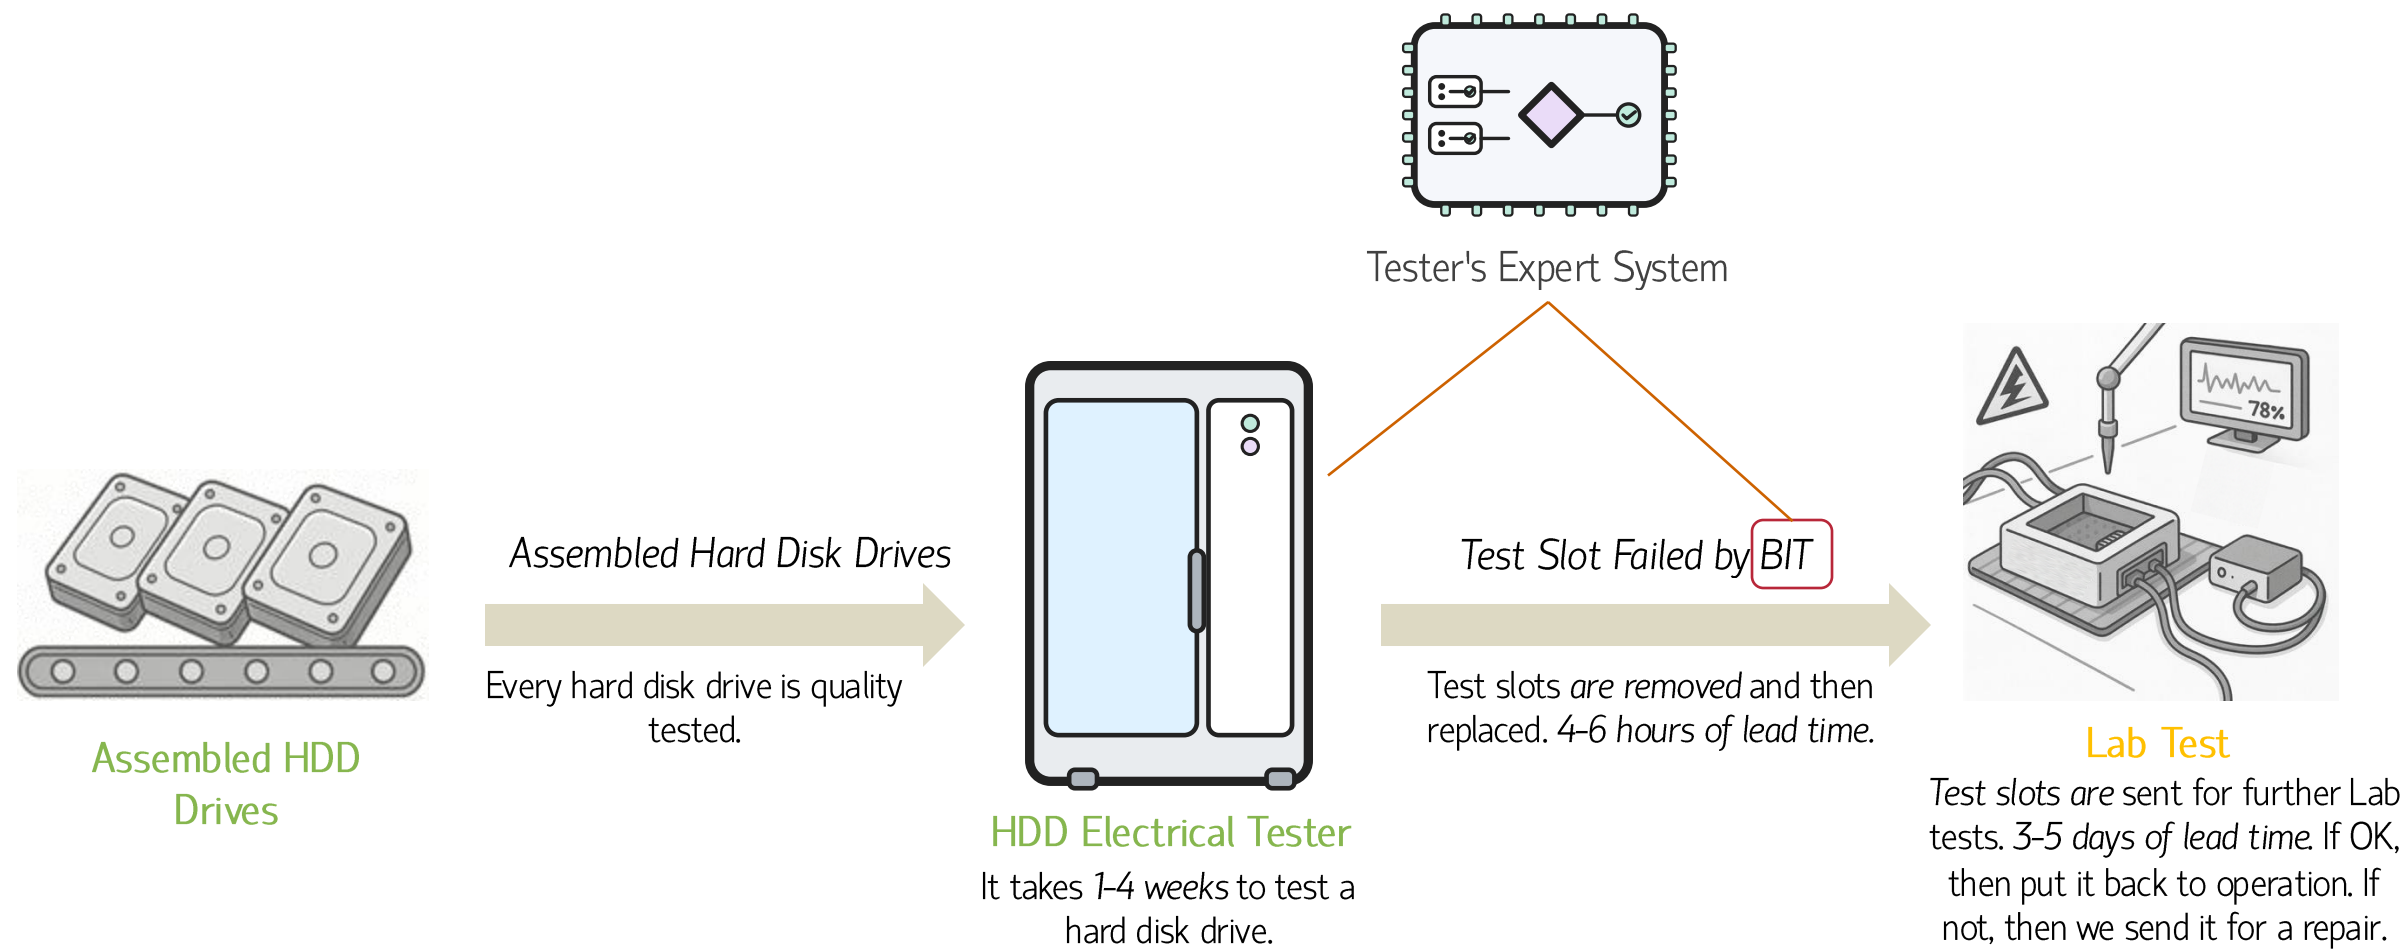 Tester's Expert System
78%
Assembled Hard Disk Drives
Every hard disk drive is quality
tested.
Test Slot Failed by BIT
Test slots are removed and then
replaced. 4-6 hours of lead time.
Assembled HDD
Drives
HDD Electrical Tester
It takes 1-4 weeks to test a
hard disk drive.
Lab Test
Test slots are sent for further Lab
tests. 3-5 days of lead time. If OK,
then put it back to operation. If
not, then we send it for a repair.